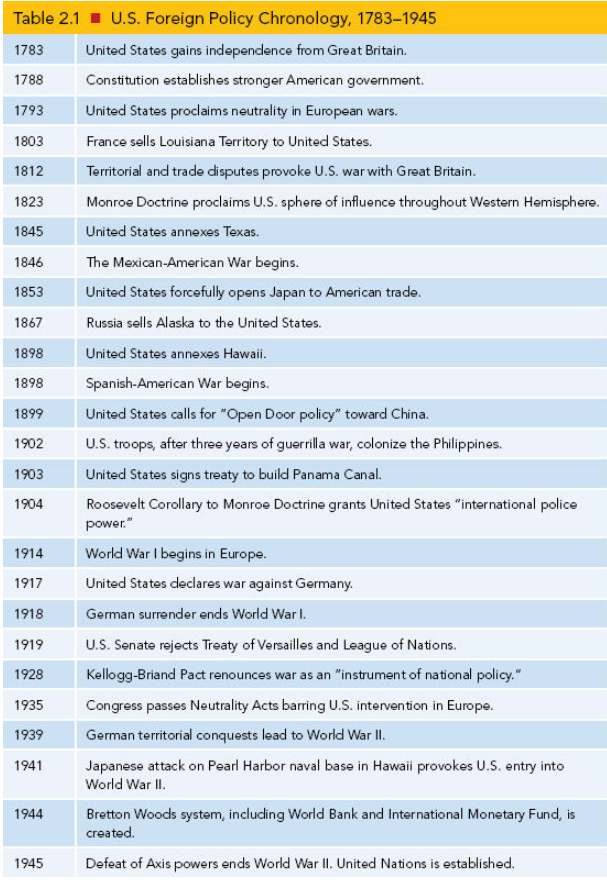 Table 2.1 ■ U.S. Foreign Policy Chronology, 1783–1945
1783 United States gains independence from Great Britain.
1788 Constitution establishes stronger American government.
1793 United States proclaims neutrality in European wars.
1803 France sells Louisiana Territory to United States.
1812 Territorial and trade disputes provoke U.S. war with Great Britain.
1823 Monroe Doctrine proclaims U.S. sphere of influence throughout Western Hemisphere.
1845 United States annexes Texas.
1846 The Mexican-American War begins.
1853 United States forcefully opens Japan to American trade.
1867 Russia sells Alaska to the United States.
1898 United States annexes Hawaii.
1898 Spanish-American War begins.
1899 United States calls for “Open Door policy” toward China.
1902 U.S. troops, after three years of guerrilla war, colonize the Philippines.
1903 United States signs treaty to build Panama Canal.
1904 Roosevelt Corollary to Monroe Doctrine grants United States “international police
power.”
1914 World War I begins in Europe.
1917 United States declares war against Germany.
1918 German surrender ends World War I.
1919 U.S. Senate rejects Treaty of Versailles and League of Nations.
1928 Kellogg-Briand Pact renounces war as an “instrument of national policy.”
1935 Congress passes Neutrality Acts barring U.S. intervention in Europe.
1939 German territorial conquests lead to World War II.
1941 Japanese attack on Pearl Harbor naval base in Hawaii provokes U.S. entry into
World War II.
1944 Bretton Woods system, including World Bank and International Monetary Fund, is
created.
1945 Defeat of Axis powers ends World War II. United Nations is established.